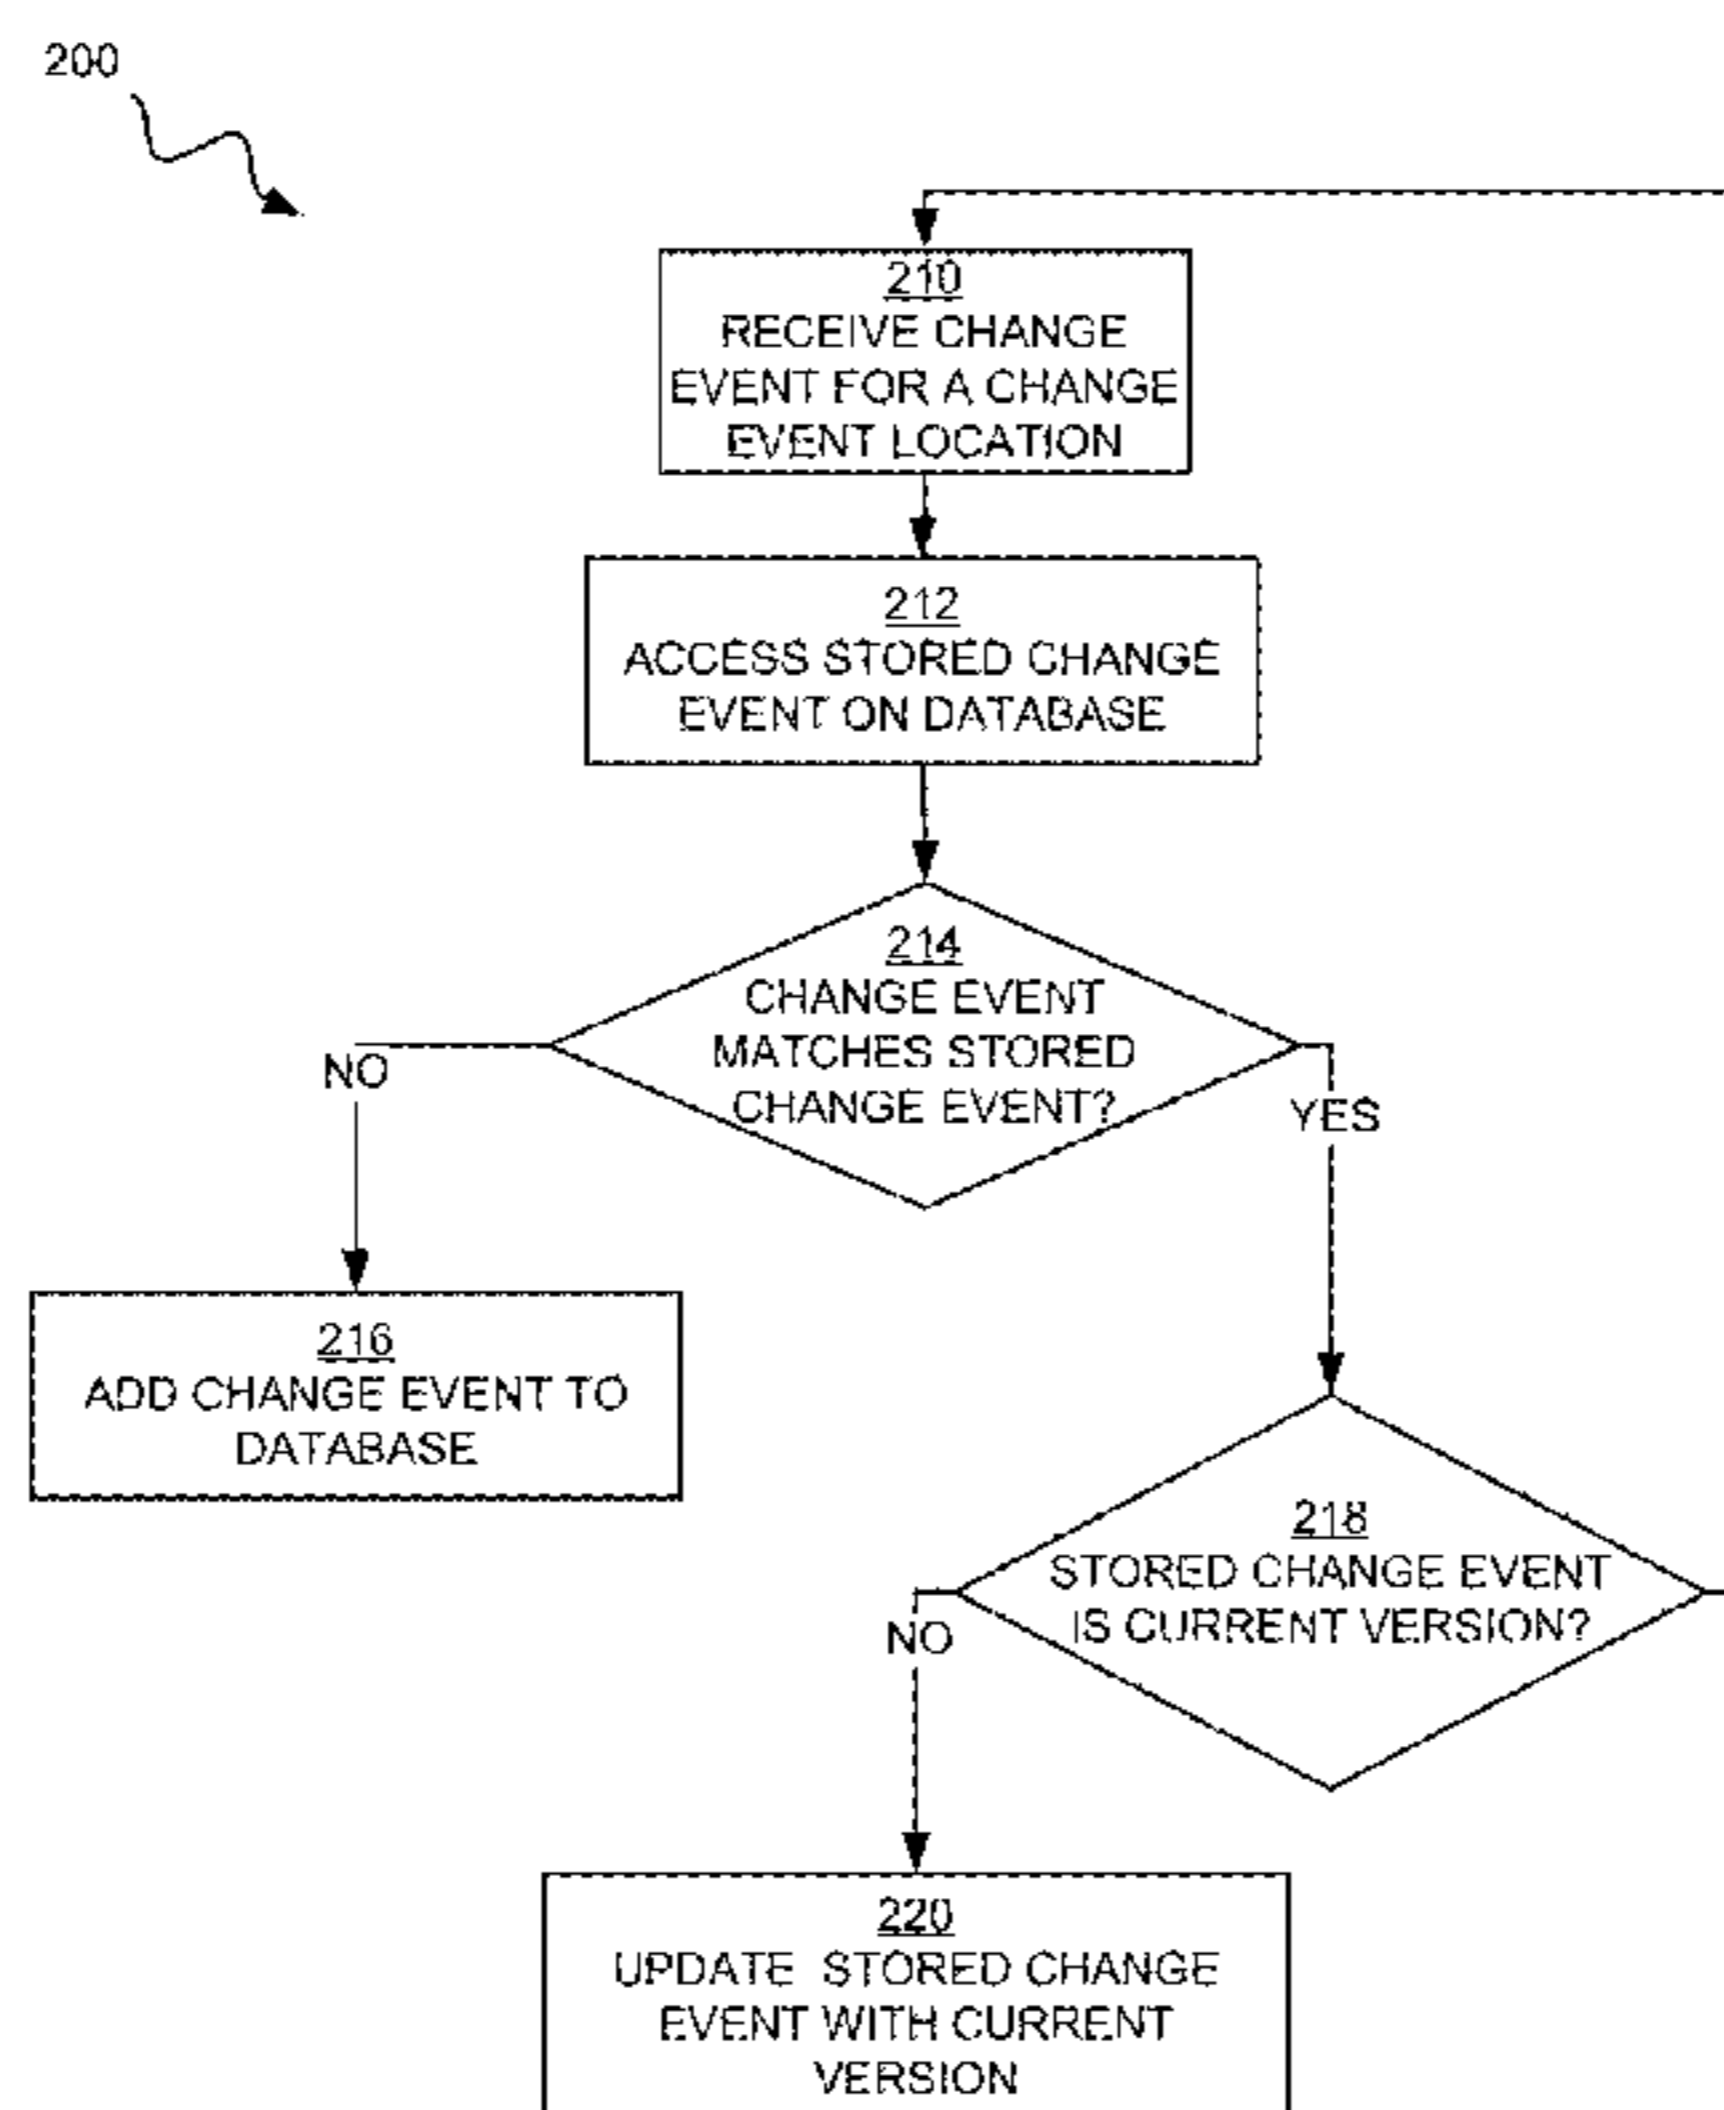 200
210
RECEIVE CHANGE
EVENT FOR A CHANGE
EVENT LOCATION
212
ACCESS STORED CHANGE
EVENT ON DATABASE
214
CHANGE EVENT
MATCHES STORED
CHANGE EVENT?
NO
YES
216
ADD CHANGE EVENT TO
DATABASE
218
STORED CHANGE EVENT
IS CURRENT VERSION?
NO
220
UPDATE STORED CHANGE
EVENT WITH CURRENT
VERSION